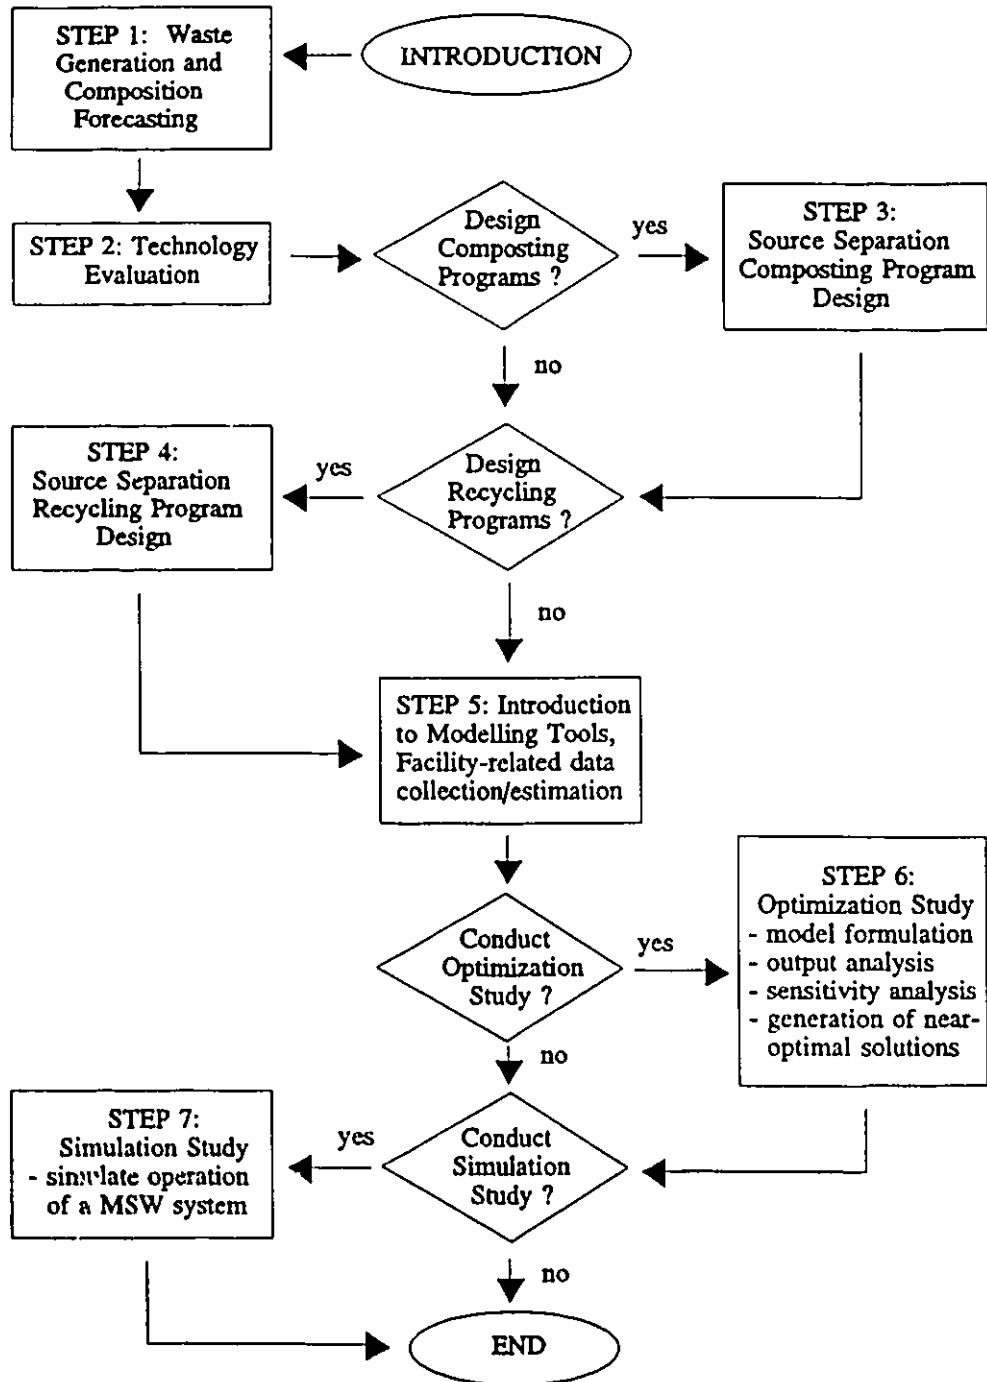 STEP 1: Waste
Generation and
Composition
Forecasting
INTRODUCTION
STEP 2: Technology
Evaluation
Design
Composting
Programs ?
yes
STEP 3:
Source Separation
Composting Program
Design
no
STEP 4:
Source Separation
Recycling Program
Design
yes
Design
Recycling
Programs ?
no
STEP 5: Introduction
to Modelling Tools,
Facility-related data
collection/estimation
Conduct
Optimization
Study ?
yes
STEP 6:
Optimization Study
- model formulation
- output analysis
- sensitivity analysis
- generation of near-
optimal solutions
no
STEP 7:
Simulation Study
- simulate operation
of a MSW system
yes
Conduct
Simulation
Study ?
no
END